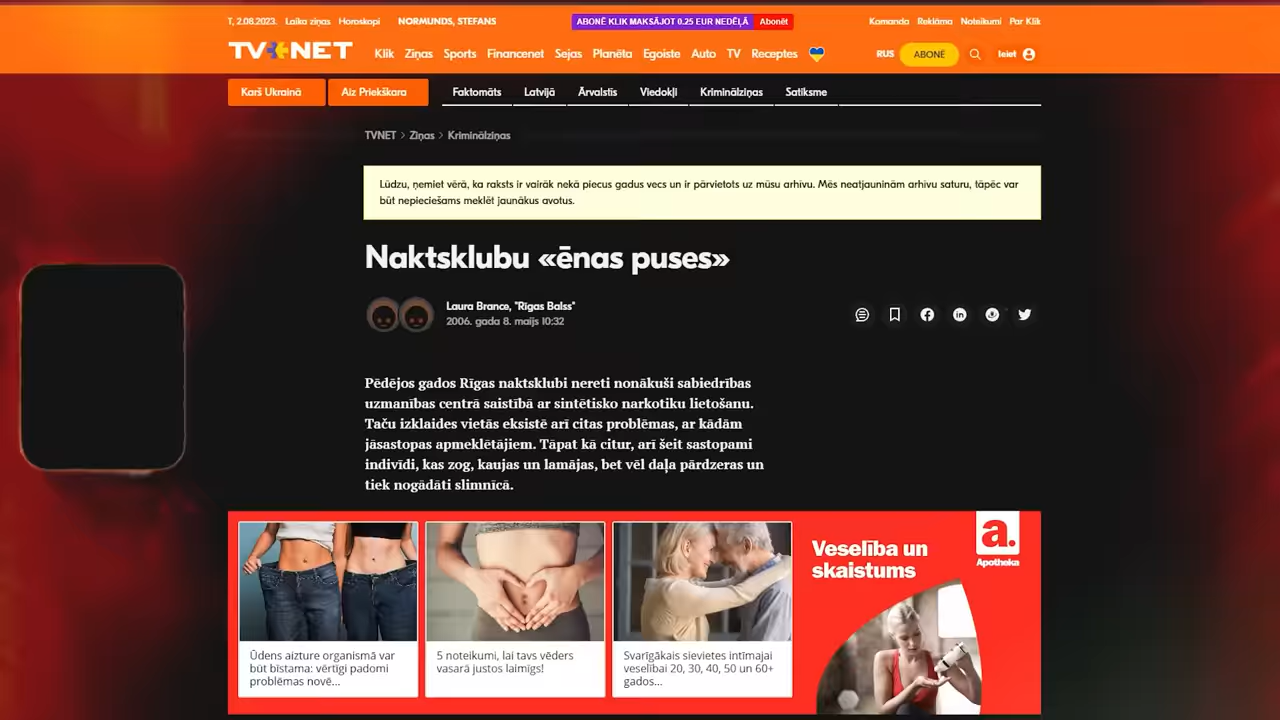 T, 2.08.2023. Laika ziņas Horoskopi NORMUNDS, STEFANS ABONĒ KLIK MAKSĀJOT 0.25 EUR NEDĒĻĀ Abonēt Komanda Reklāma Noteikumi Par Klik
TVNET Klik Ziņas Sports Financenet Sejas Planēta Egoiste Auto TV Receptes RUS ABONĒ Ieiet
Karš Ukrainā Aiz Priekškara Faktomāts Latvijā Ārvalstīs Viedokļi Kriminālziņas Satiksme
TVNET > Ziņas > Kriminālziņas
Lūdzu, ņemiet vērā, ka raksts ir vairāk nekā piecus gadus vecs un ir pārvietots uz mūsu arhīvu. Mēs neatjauninām arhīvu saturu, tāpēc var
būt nepieciešams meklēt jaunākus avotus.
Naktsklubu «ēnas puses»
Laura Brance, "Rīgas Balss"
2006. gada 8. maijs 10:32
Pēdējos gados Rīgas naktsklubi nereti nonākuši sabiedrības
uzmanības centrā saistībā ar sintētisko narkotiku lietošanu.
Taču izklaides vietās eksistē arī citas problēmas, ar kādām
jāsastopas apmeklētājiem. Tāpat kā citur, arī šeit sastopami
indivīdi, kas zog, kaujas un lamājas, bet vēl daļa pārdzeras un
tiek nogādāti slimnīcā.
Veselība un
skaistums
a.
Apotheka
Ūdens aizture organismā var
būt bīstama: vērtīgi padomi
problēmas novē...
5 noteikumi, lai tavs vēders
vasarā justos laimīgs!
Svarīgākais sievietes intīmajai
veselībai 20, 30, 40, 50 un 60+
gados...